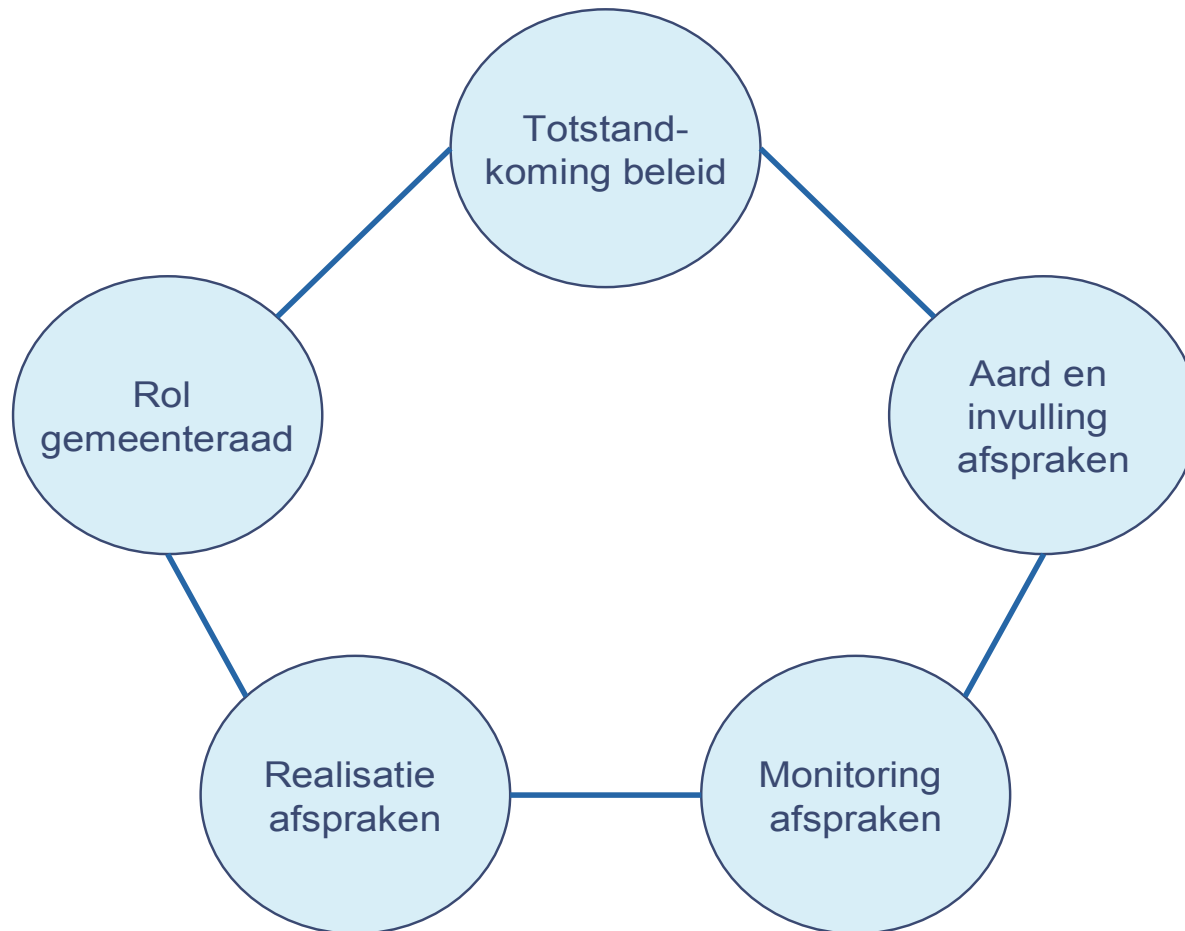 Totstand-
koming beleid
Aard en
invulling
afspraken
Monitoring
afspraken
Realisatie
afspraken
Rol
gemeenteraad